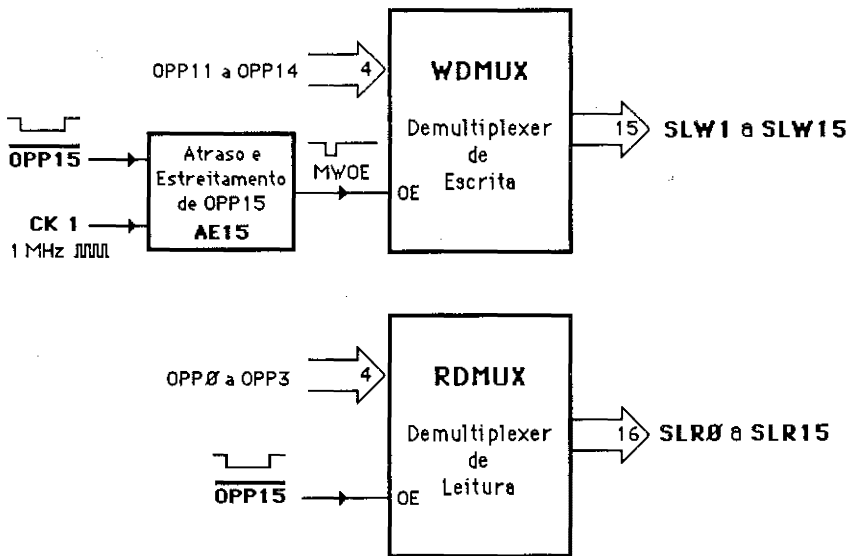 OPP11 a OPP14
4
WDMUX
Demultiplexer
de
Escrita
OE
15
SLW1 a SLW15
OPP15
CK 1
1 MHz
Atraso e
Estreitamento
de OPP15
AE15
MWOE
OPPØ a OPP3
4
RDMUX
Demultiplexer
de
Leitura
OE
16
SLRØ a SLR15
OPP15